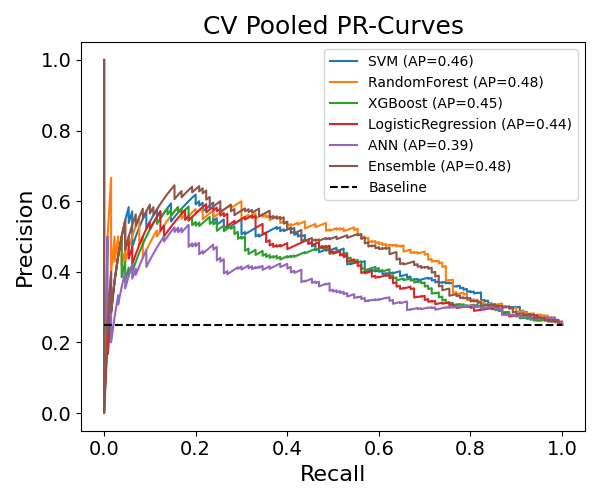 CV Pooled PR-Curves
1.0
0.8
0.6
0.4
0.2
0.0
Precision
SVM (AP=0.46)
RandomForest (AP=0.48)
XGBoost (AP=0.45)
LogisticRegression (AP=0.44)
ANN (AP=0.39)
Ensemble (AP=0.48)
Baseline
0.0 0.2 0.4 0.6 0.8 1.0
Recall